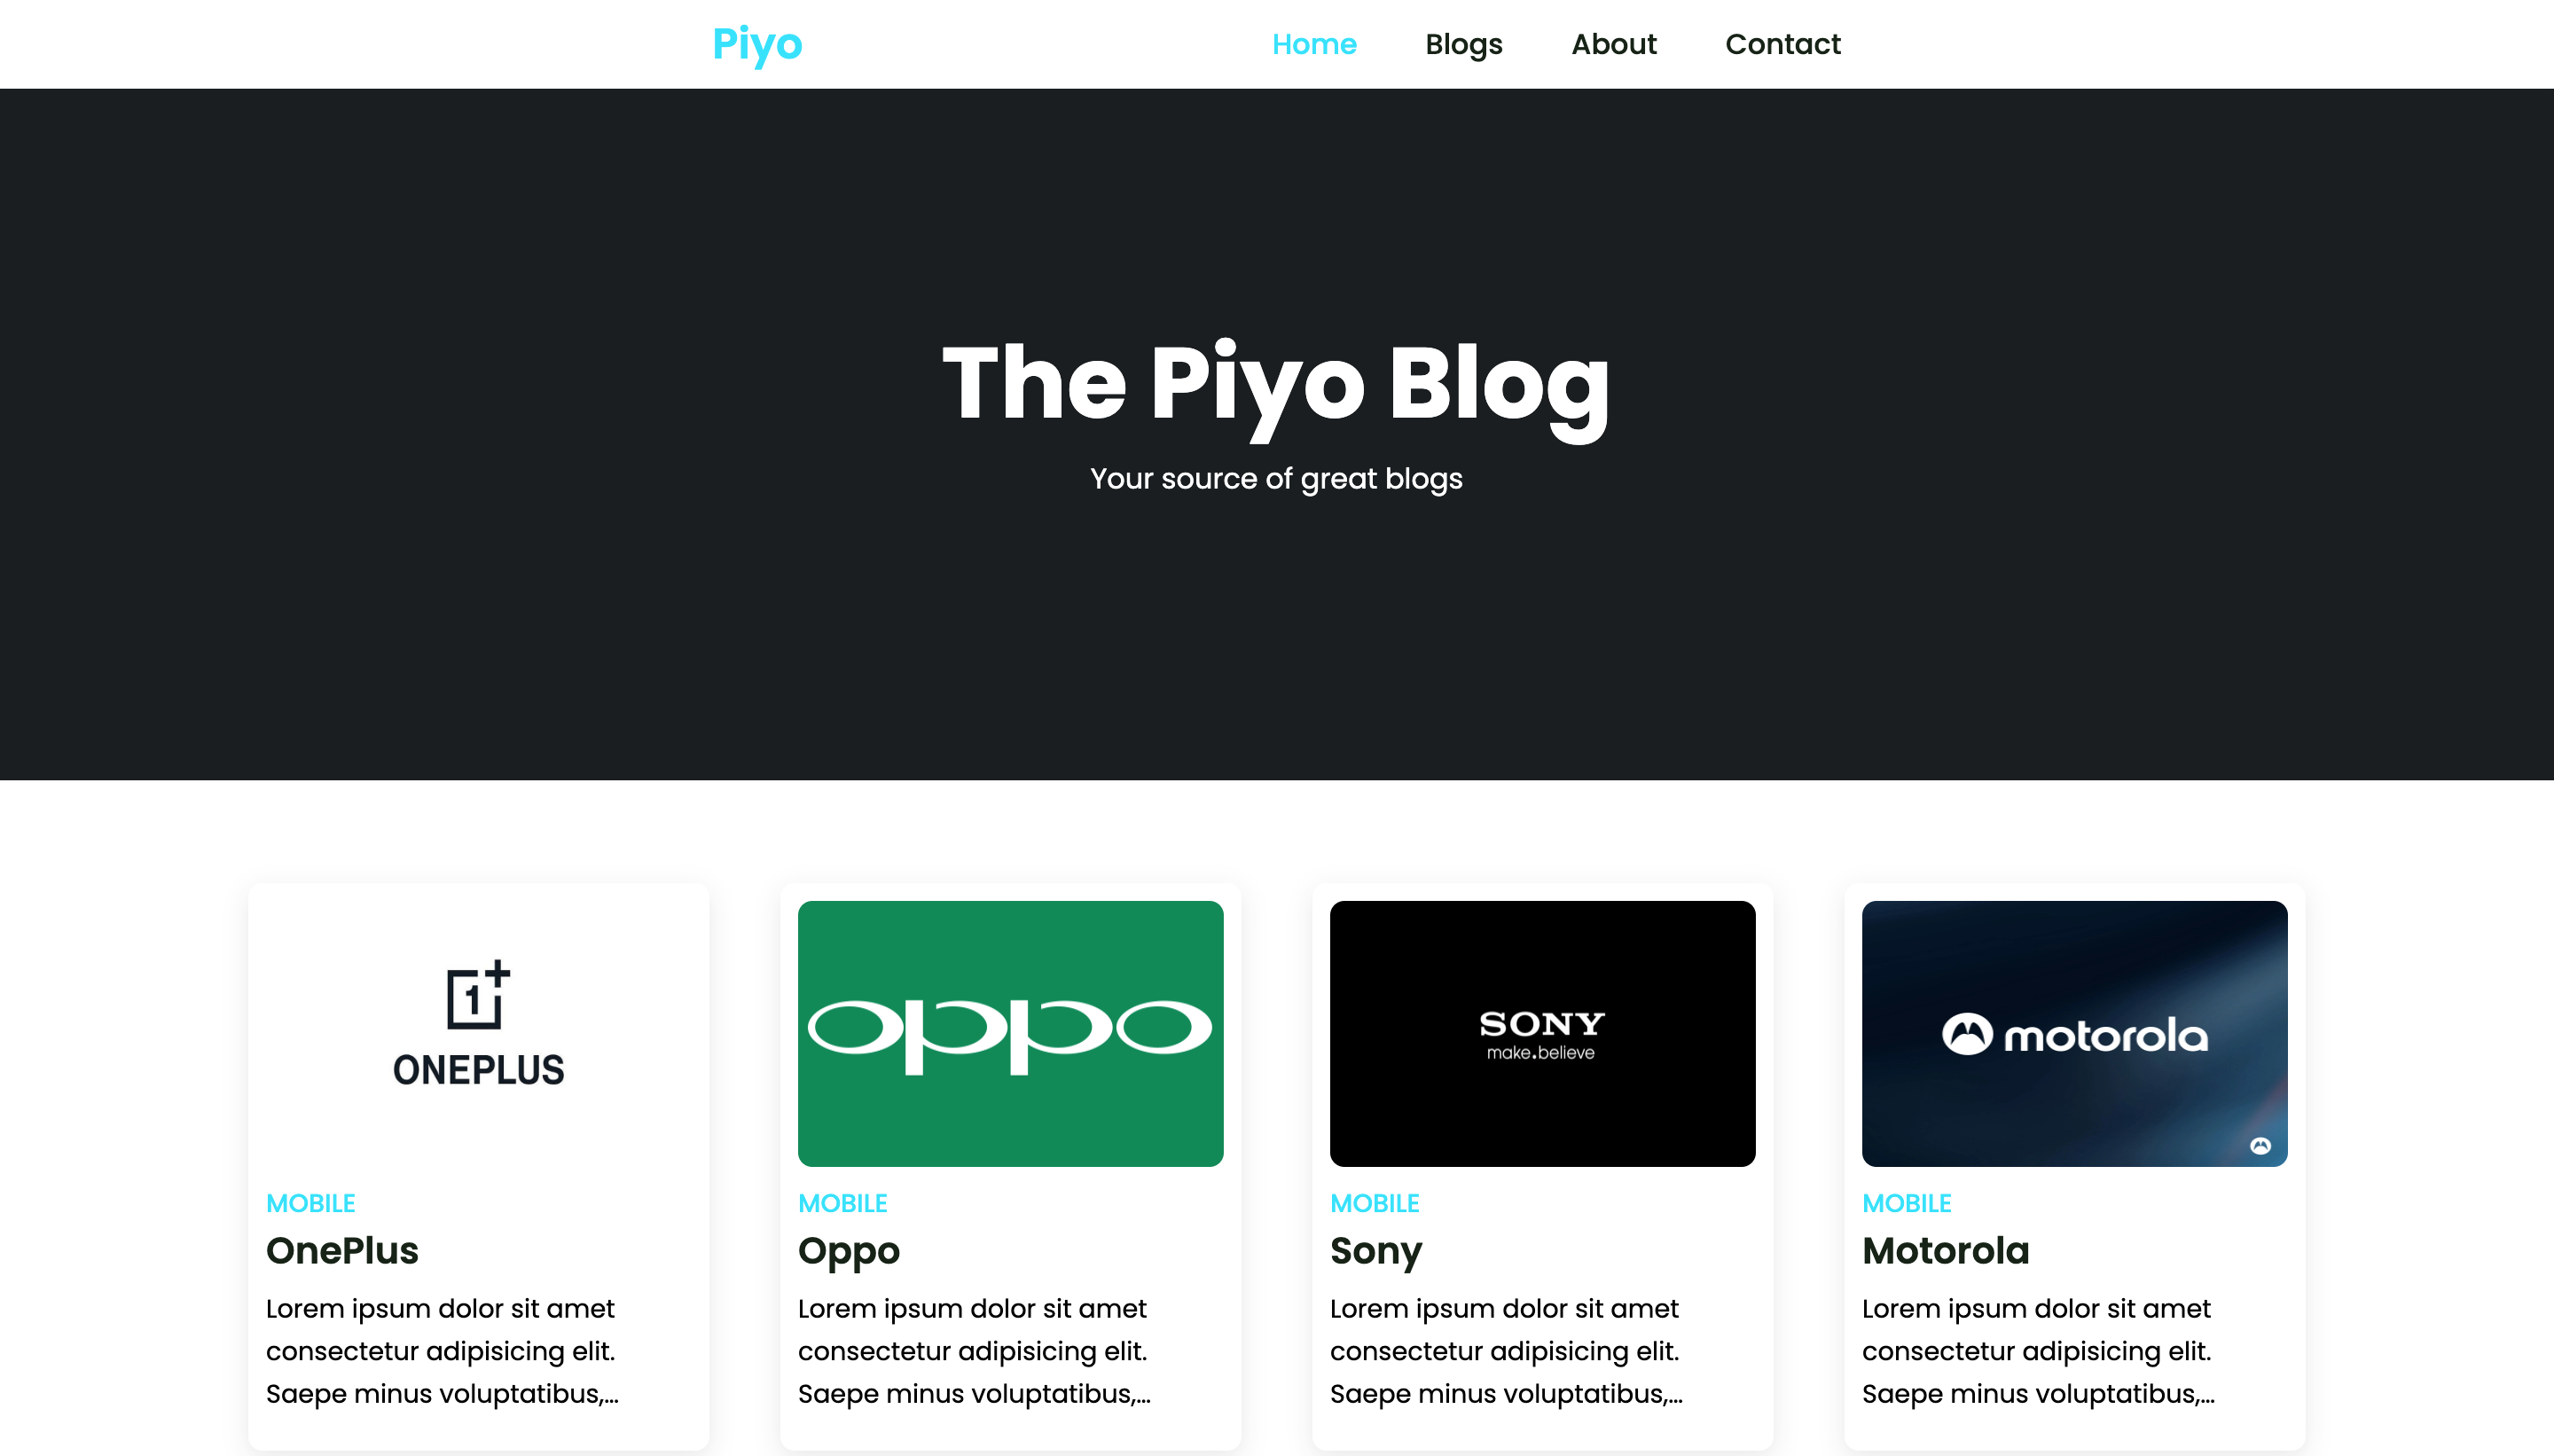 Piyo
Home Blogs About Contact
The Piyo Blog
Your source of great blogs
1+
ONEPLUS
MOBILE
OnePlus
Lorem ipsum dolor sit amet
consectetur adipisicing elit.
Saepe minus voluptatibus,...
oppo
MOBILE
Oppo
Lorem ipsum dolor sit amet
consectetur adipisicing elit.
Saepe minus voluptatibus,...
SONY
make.believe
MOBILE
Sony
Lorem ipsum dolor sit amet
consectetur adipisicing elit.
Saepe minus voluptatibus,...
motorola
MOBILE
Motorola
Lorem ipsum dolor sit amet
consectetur adipisicing elit.
Saepe minus voluptatibus,...